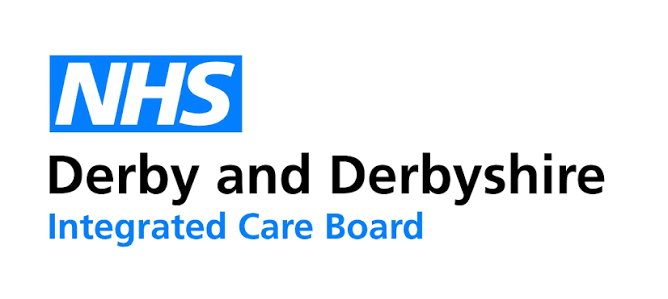 NHS
Derby and Derbyshire
Integrated Care Board